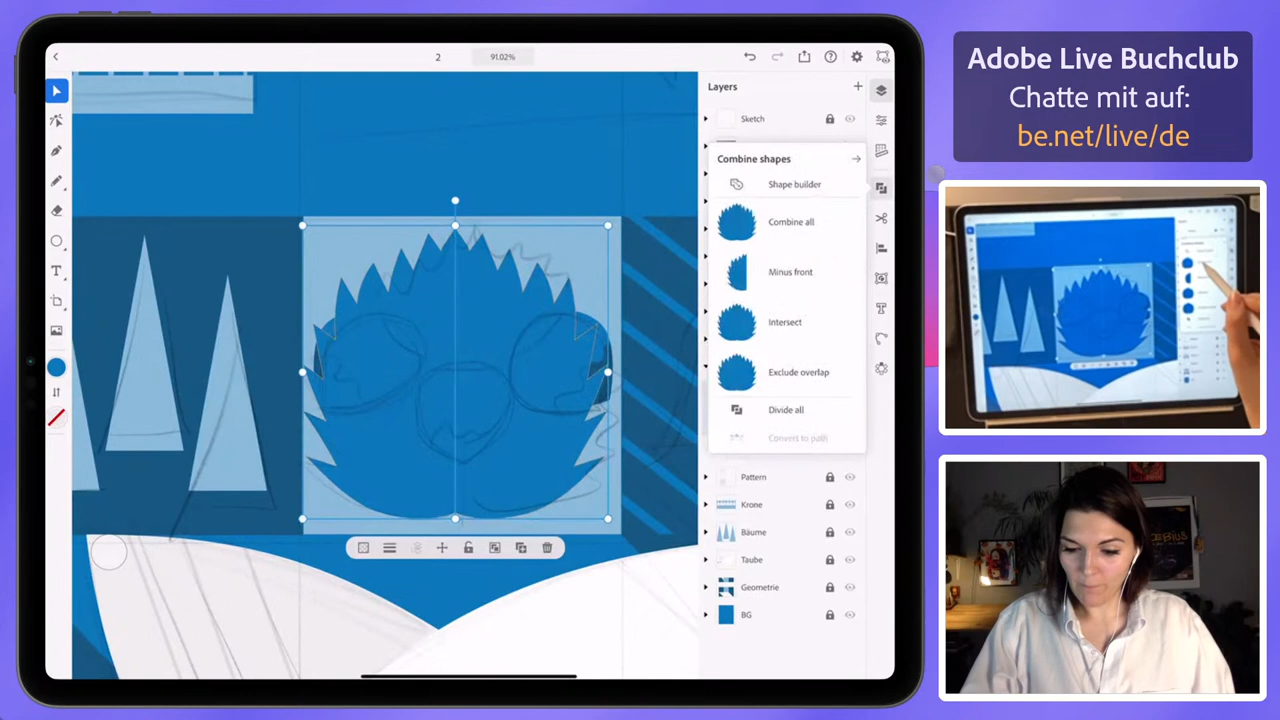 2
91.02%
Layers
Sketch
Combine shapes
Shape builder
Combine all
Minus front
Intersect
Exclude overlap
Divide all
Convert to path
Pattern
Krone
Bäume
Taube
Geometrie
BG
Adobe Live Buchclub
Chatte mit auf:
be.net/live/de